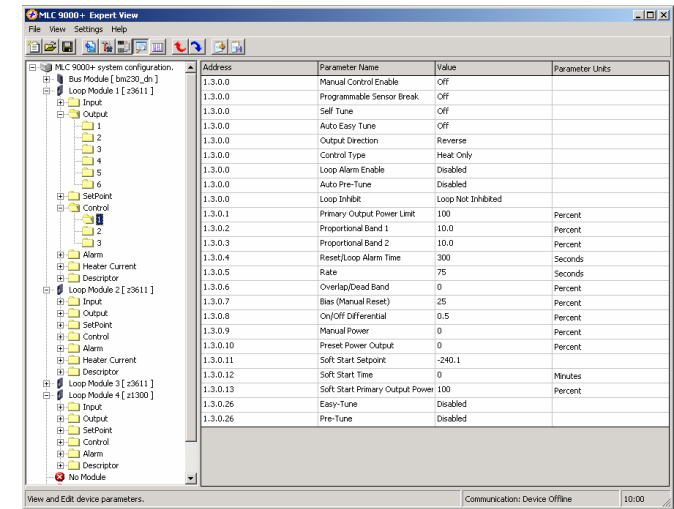 MLC 9000+ Expert View
File View Settings Help
MLC 9000+ system configuration.
Bus Module [ bm230_dn ]
Loop Module 1 [ z3611 ]
Input
Output
1
2
3
4
5
6
SetPoint
Control
1
2
3
Alarm
Heater Current
Descriptor
Loop Module 2 [ z3611 ]
Input
Output
SetPoint
Control
Alarm
Heater Current
Descriptor
Loop Module 3 [ z3611 ]
Loop Module 4 [ z1300 ]
Input
Output
SetPoint
Control
Alarm
Descriptor
No Module
Address Parameter Name Value Parameter Units
1.3.0.0 Manual Control Enable Off
1.3.0.0 Programmable Sensor Break Off
1.3.0.0 Self Tune Off
1.3.0.0 Auto Easy Tune Off
1.3.0.0 Output Direction Reverse
1.3.0.0 Control Type Heat Only
1.3.0.0 Loop Alarm Enable Disabled
1.3.0.0 Auto Pre-Tune Disabled
1.3.0.0 Loop Inhibit Loop Not Inhibited
1.3.0.1 Primary Output Power Limit 100 Percent
1.3.0.2 Proportional Band 1 10.0 Percent
1.3.0.3 Proportional Band 2 10.0 Percent
1.3.0.4 Reset/Loop Alarm Time 300 Seconds
1.3.0.5 Rate 75 Seconds
1.3.0.6 Overlap/Dead Band 0 Percent
1.3.0.7 Bias (Manual Reset) 25 Percent
1.3.0.8 On/Off Differential 0.5 Percent
1.3.0.9 Manual Power 0 Percent
1.3.0.10 Preset Power Output 0 Percent
1.3.0.11 Soft Start Setpoint -240.1
1.3.0.12 Soft Start Time 0 Minutes
1.3.0.13 Soft Start Primary Output Power 100 Percent
1.3.0.26 Easy-Tune Disabled
1.3.0.26 Pre-Tune Disabled
View and Edit device parameters. Communication: Device Offline 10:00